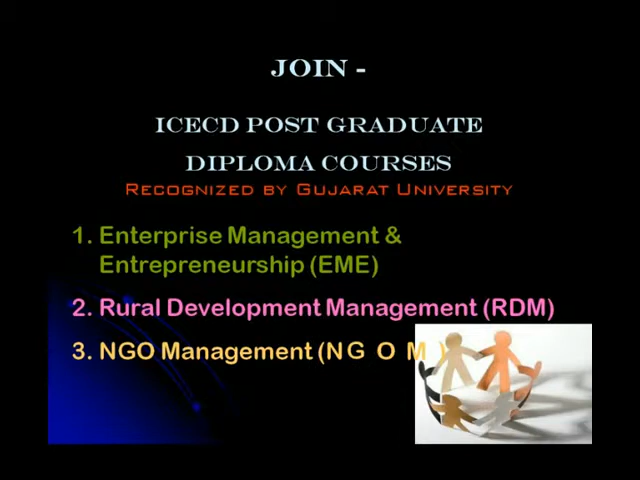 JOIN -
ICECD POST GRADUATE
DIPLOMA COURSES
RECOGNIZED BY GUJARAT UNIVERSITY
1. Enterprise Management &
Entrepreneurship (EME)
2. Rural Development Management (RDM)
3. NGO Management (N G O M )